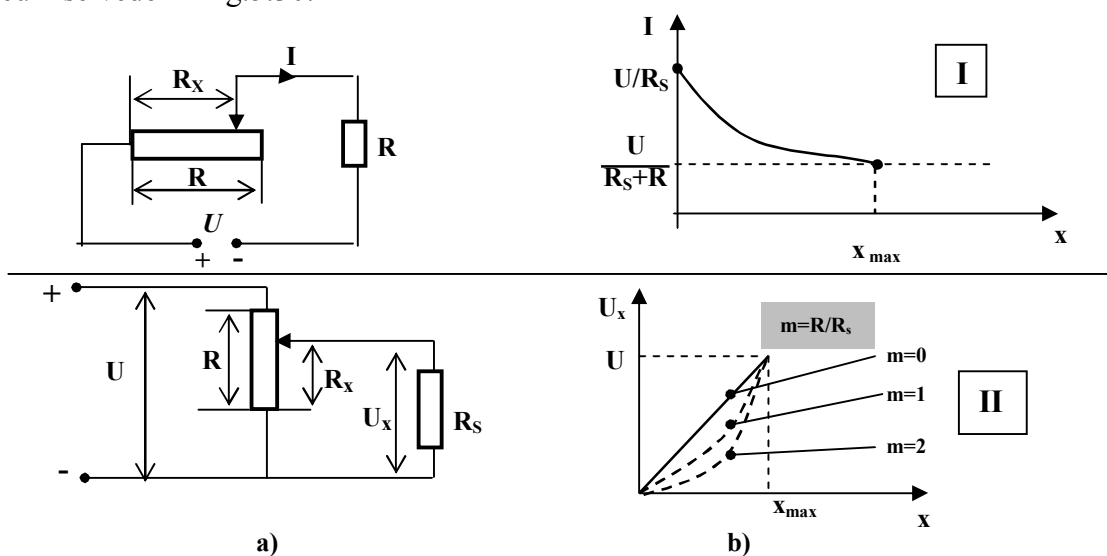 I
R_X
R
R
U
+ -
I
U/R_S
U
R_S+R
x_max
x
I
+
U
R
R_x
U_x
R_S
-
a)
U_x
U
m=R/R_s
m=0
m=1
m=2
x_max
x
II
b)